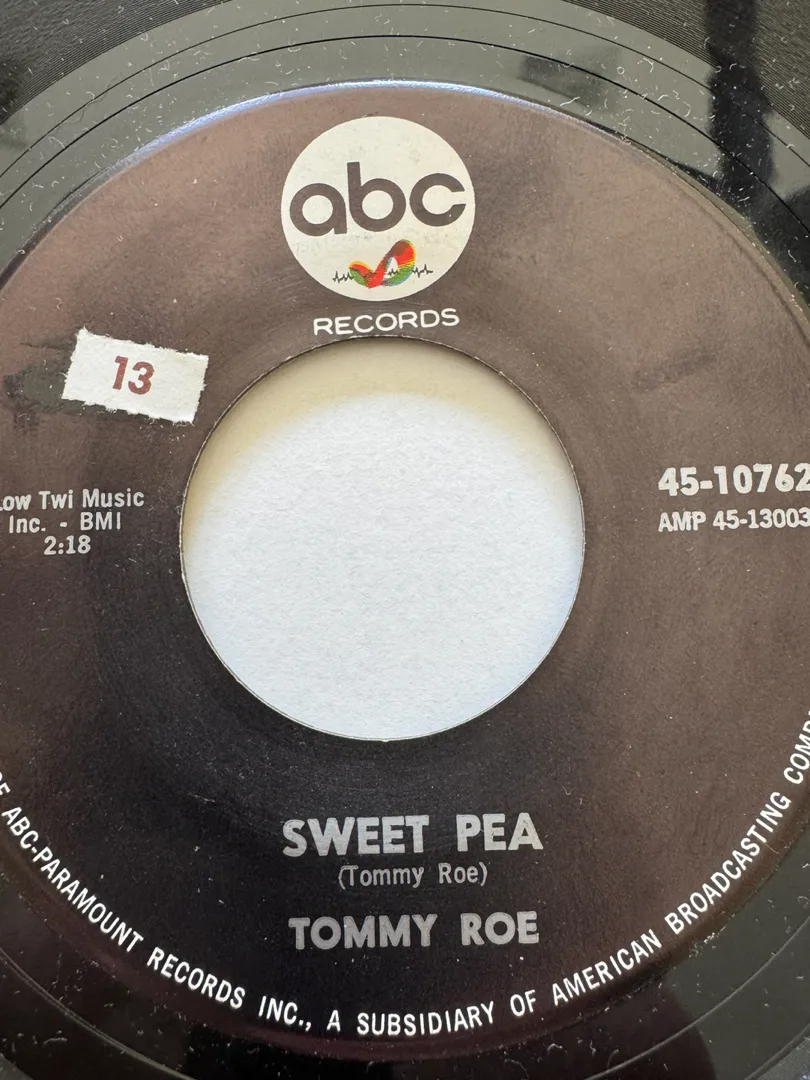 abc
RECORDS
13
Low Twi Music
Inc. - BMI
2:18
45-10762
AMP 45-13003
SWEET PEA
(Tommy Roe)
TOMMY ROE
OF ABC-PARAMOUNT RECORDS INC., A SUBSIDIARY OF AMERICAN BROADCASTING